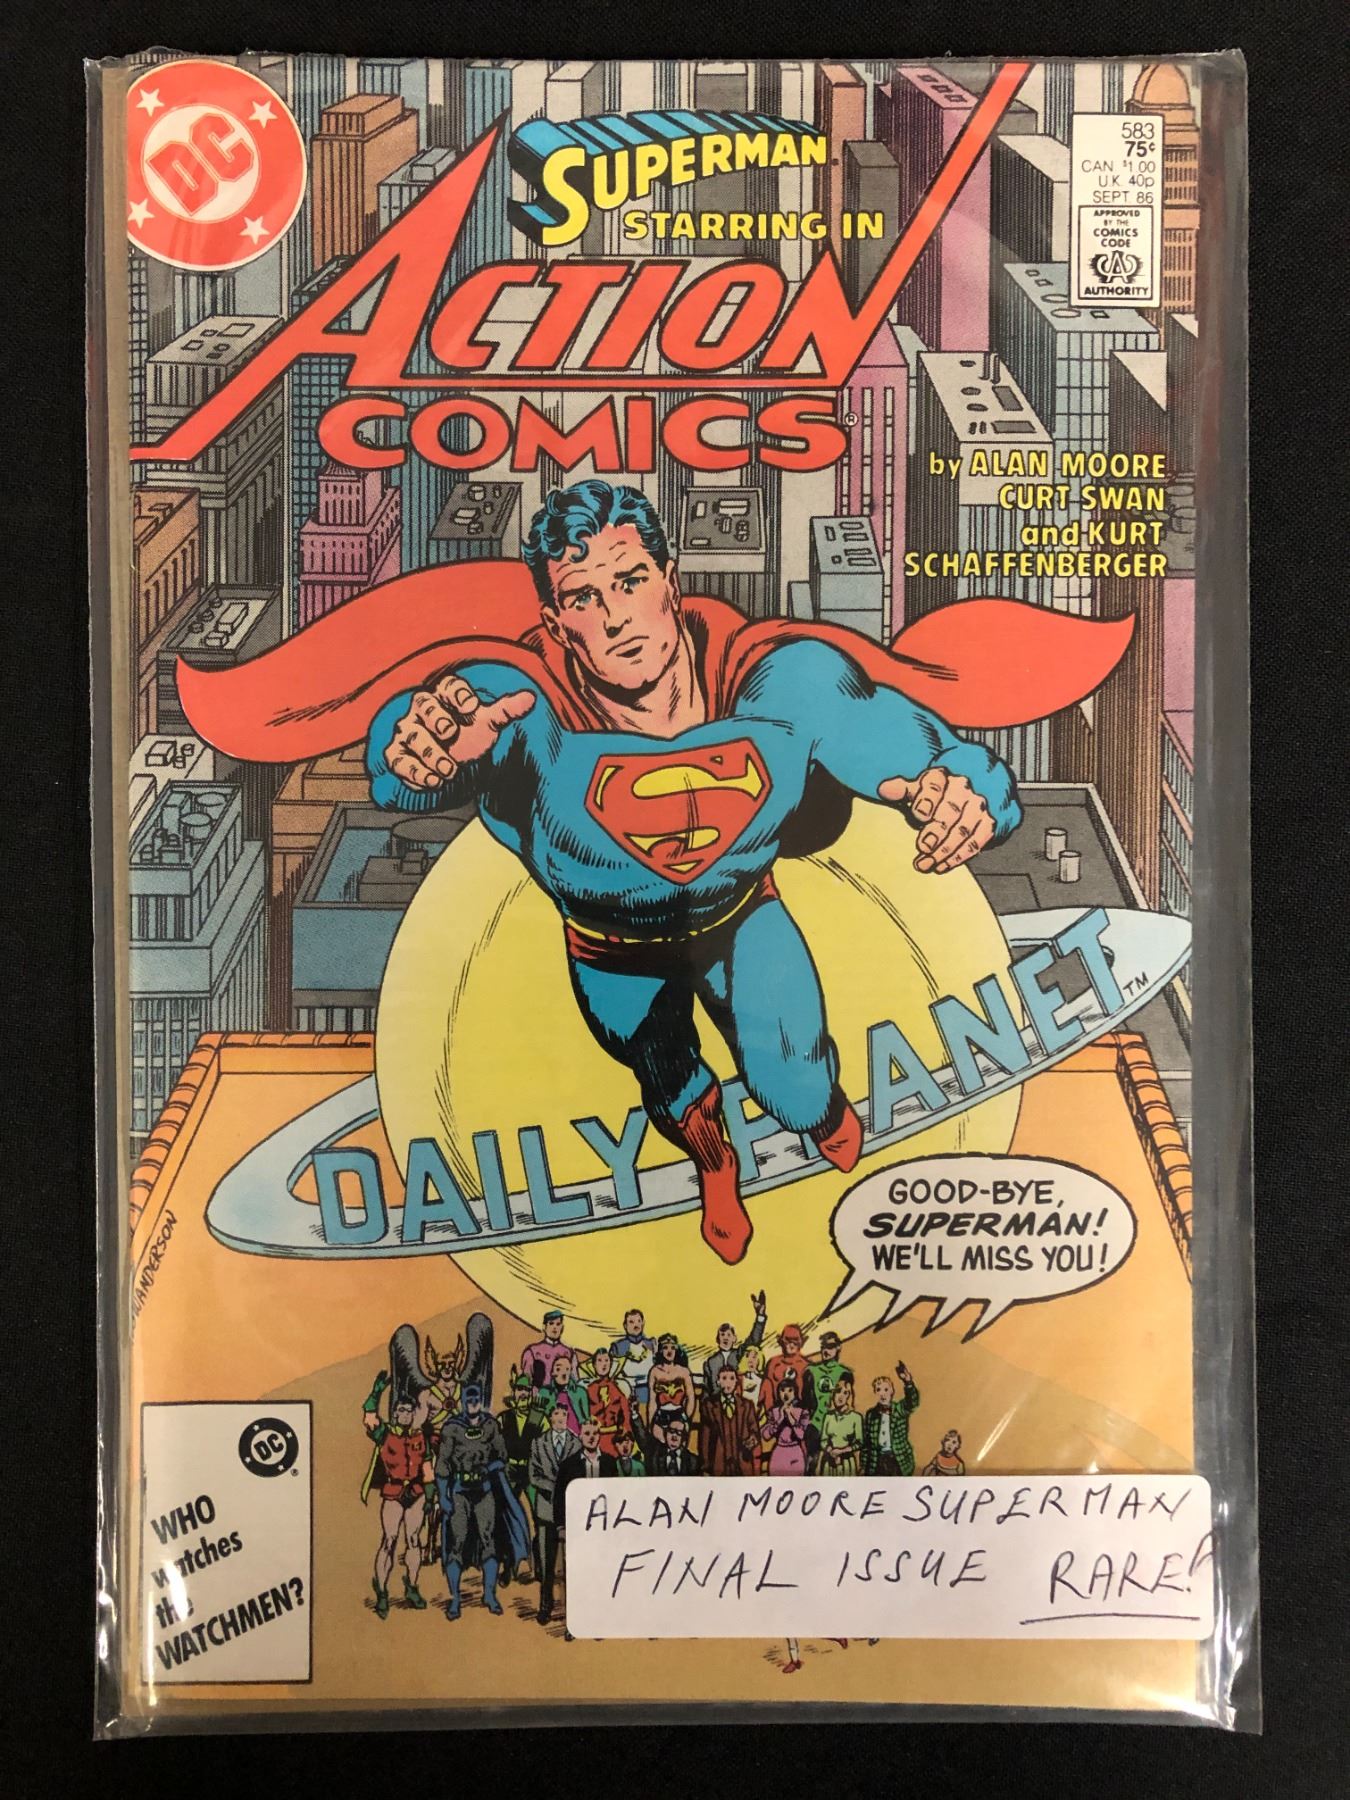 DC
SUPERMAN
STARRING IN
ACTION
COMICS®
583
75¢
CAN. $1.00
U.K. 40p
SEPT. 86
APPROVED
BY THE
COMICS
CODE
AUTHORITY
by ALAN MOORE
CURT SWAN
and KURT
SCHAFFENBERGER
S
DAILY PLANET™
GOOD-BYE,
SUPERMAN!
WE'LL MISS YOU!
DC®
WHO
watches
the
WATCHMEN?
ALAN MOORE SUPERMAN
FINAL ISSUE RARE!